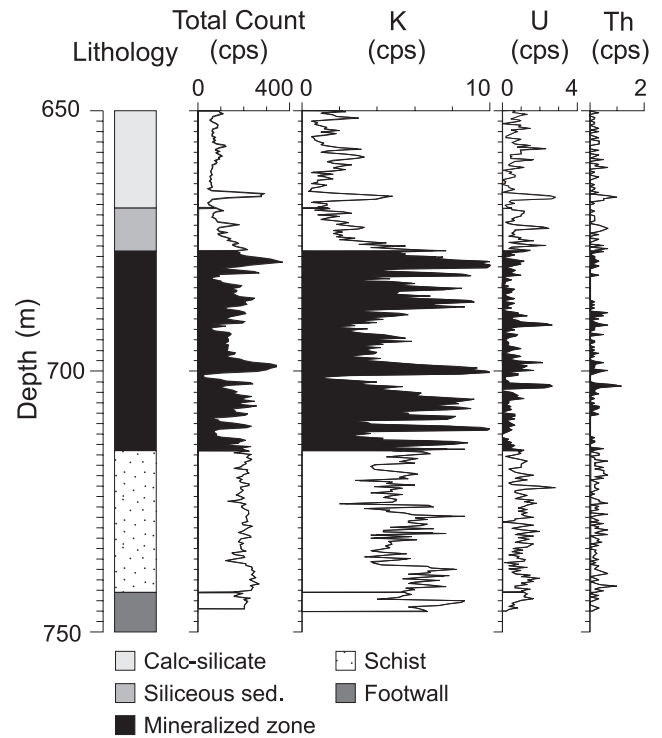 Total Count K U Th
Lithology (cps) (cps) (cps) (cps)
0 400 0 10 0 4 0 2
650
700
750
Depth (m)
Calc-silicate Schist
Siliceous sed. Footwall
Mineralized zone